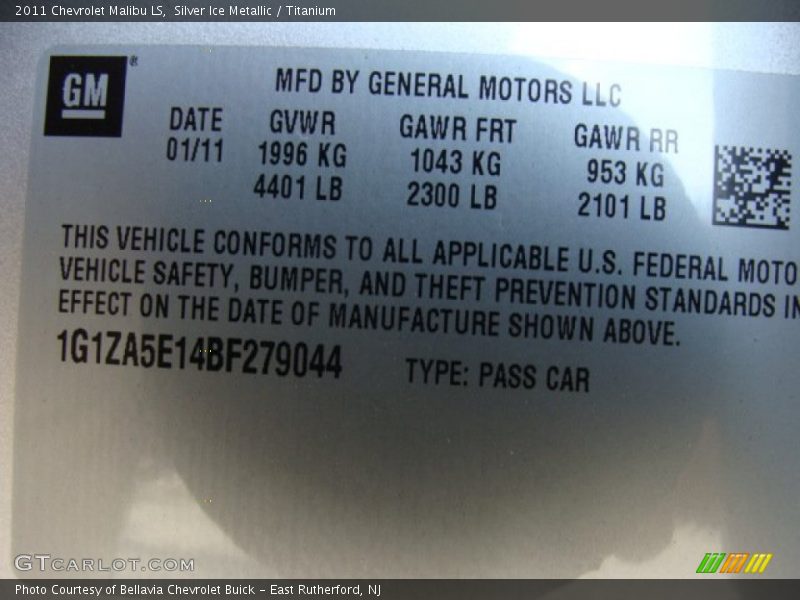 2011 Chevrolet Malibu LS, Silver Ice Metallic / Titanium
GM®
MFD BY GENERAL MOTORS LLC
DATE GVWR GAWR FRT GAWR RR
01/11 1996 KG 1043 KG 953 KG
4401 LB 2300 LB 2101 LB
THIS VEHICLE CONFORMS TO ALL APPLICABLE U.S. FEDERAL MOTO
VEHICLE SAFETY, BUMPER, AND THEFT PREVENTION STANDARDS IN
EFFECT ON THE DATE OF MANUFACTURE SHOWN ABOVE.
1G1ZA5E14BF279044 TYPE: PASS CAR
GTCARLOT.COM
Photo Courtesy of Bellavia Chevrolet Buick - East Rutherford, NJ